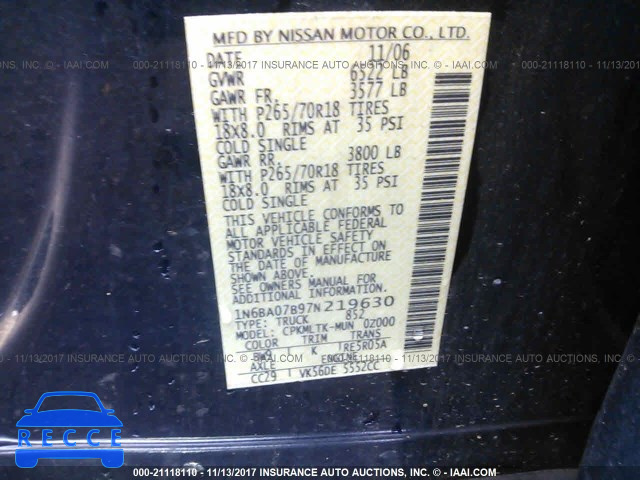 MFD BY NISSAN MOTOR CO., LTD.
DATE 11/06
GVWR 6522 LB
GAWR FR. 3577 LB
WITH P265/70R18 TIRES
18X8.0 RIMS AT 35 PSI
COLD SINGLE
GAWR RR. 3800 LB
WITH P265/70R18 TIRES
18X8.0 RIMS AT 35 PSI
COLD SINGLE
THIS VEHICLE CONFORMS TO
ALL APPLICABLE FEDERAL
MOTOR VEHICLE SAFETY
STANDARDS IN EFFECT ON
THE DATE OF MANUFACTURE
SHOWN ABOVE.
SEE OWNERS MANUAL FOR
ADDITIONAL INFORMATION.
1N6BA07B97N219630
TYPE: TRUCK 852
MODEL: CPKMLTK-MUN 0Z000
COLOR TRIM TRANS
K RE5R05A
AXLE ENGINE
CC29 VK56DE 5552CC
000-21118110 - 11/13/2017 INSURANCE AUTO AUCTIONS, INC. - © - IAAI.COM
RECCE